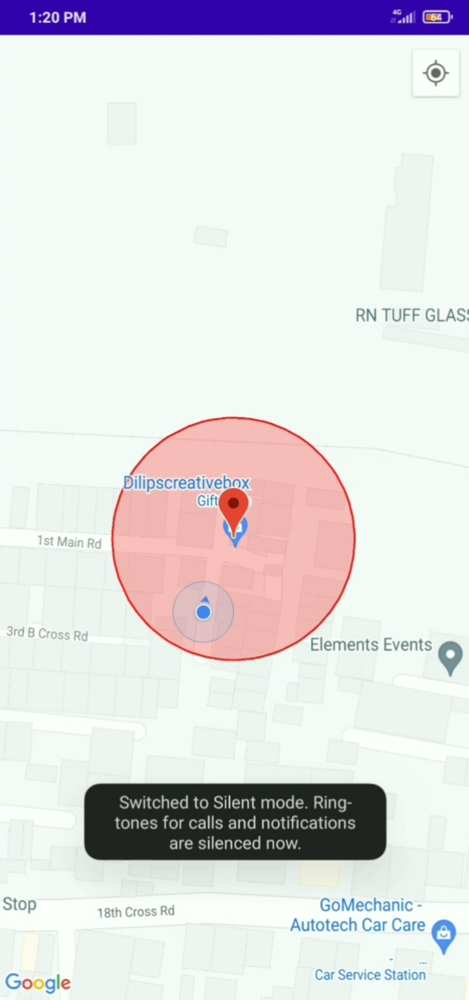 1:20 PM
4G
64
RN TUFF GLASS
Dilipscreativebox
Gift
1st Main Rd
3rd B Cross Rd
Elements Events
Switched to Silent mode. Ring-
tones for calls and notifications
are silenced now.
Stop
18th Cross Rd
GoMechanic -
Autotech Car Care
- ...
Car Service Station
Google